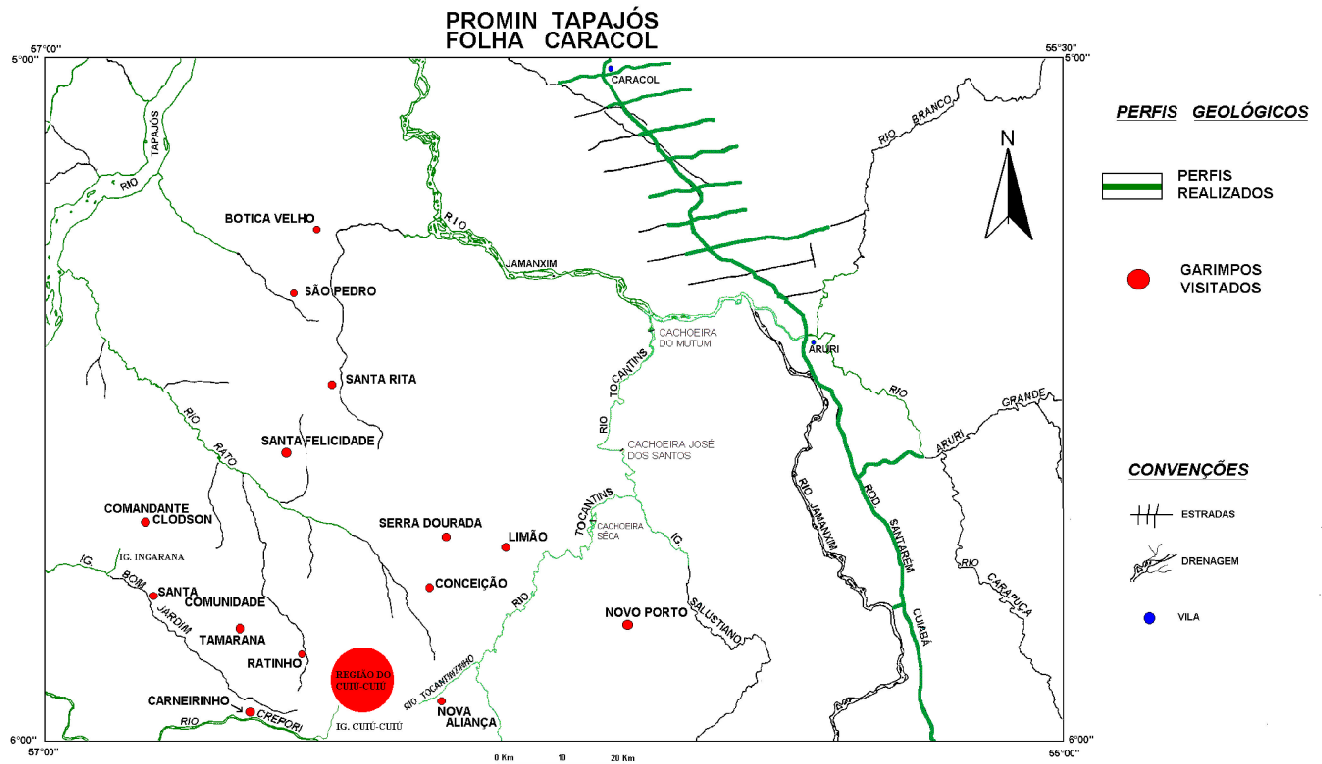 PROMIN TAPAJÓS
FOLHA CARACOL
57°00"
55°30"
5°00"
5°00"
CARACOL
RIO BRANCO
TAPAJÓS
RIO
BOTICA VELHO
RIO
JAMANXIM
SÃO PEDRO
CACHOEIRA
DO MUTUM
ARURI
SANTA RITA
RIO TOCANTINS
RIO
GRANDE
ARURI
RIO
RATO
SANTA FELICIDADE
CACHOEIRA JOSÉ
DOS SANTOS
COMANDANTE
CLODSON
SERRA DOURADA
LIMÃO
TOCANTINS
CACHOEIRA
SÊCA
RIO
IG.
SALUSTIANO
RIO JAMANXIM
ROD.
SANTARÉM
CUIABÁ
RIO
CARAPUÇA
IG. INGARANA
IG.
BOM
JARDIM
SANTA
COMUNIDADE
TAMARANA
CONCEIÇÃO
NOVO PORTO
RATINHO
REGIÃO DO
CUIÚ-CUIÚ
RIO TOCANTINZINHO
CARNEIRINHO
RIO
CREPORI
IG. CUIÚ-CUIÚ
NOVA
ALIANÇA
6°00"
6°00"
57°00"
55°00"
0 Km 10 20 Km
N
PERFIS GEOLÓGICOS
PERFIS
REALIZADOS
GARIMPOS
VISITADOS
CONVENÇÕES
ESTRADAS
DRENAGEM
VILA